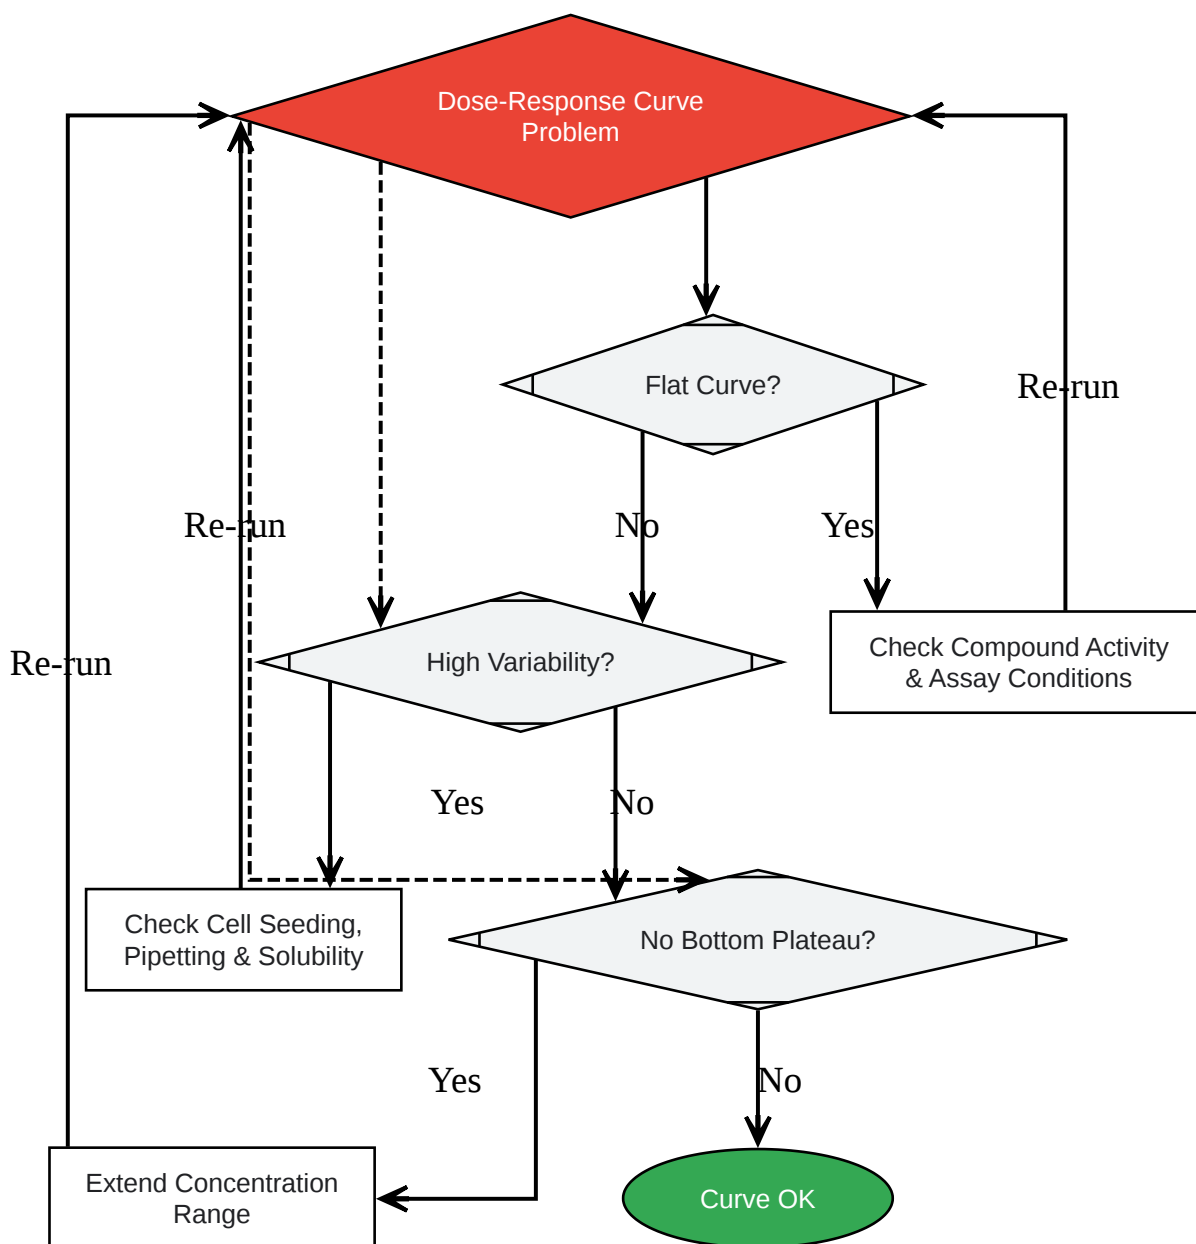 Dose-Response Curve
Problem
Flat Curve?
Re-run
Re-run
No
Yes
Check Compound Activity
& Assay Conditions
High Variability?
Re-run
Yes
No
Check Cell Seeding,
Pipetting & Solubility
No Bottom Plateau?
Yes
No
Extend Concentration
Range
Curve OK